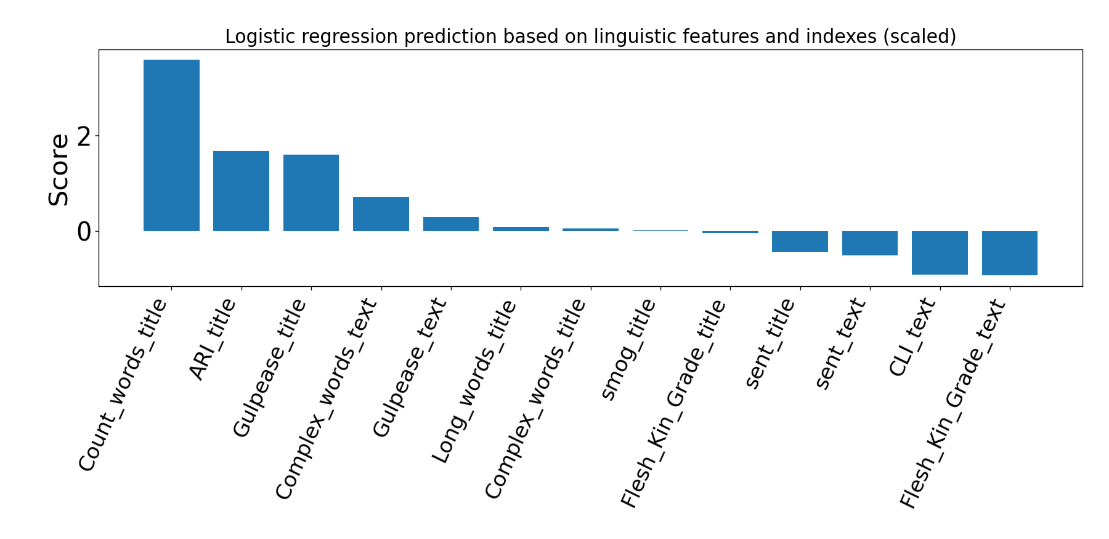 Logistic regression prediction based on linguistic features and indexes (scaled)
Score
2
0
Count_words_title
ARI_title
Gulpease_title
Complex_words_text
Gulpease_text
Long_words_title
Complex_words_title
smog_title
Flesh_Kin_Grade_title
sent_title
sent_text
CLI_text
Flesh_Kin_Grade_text